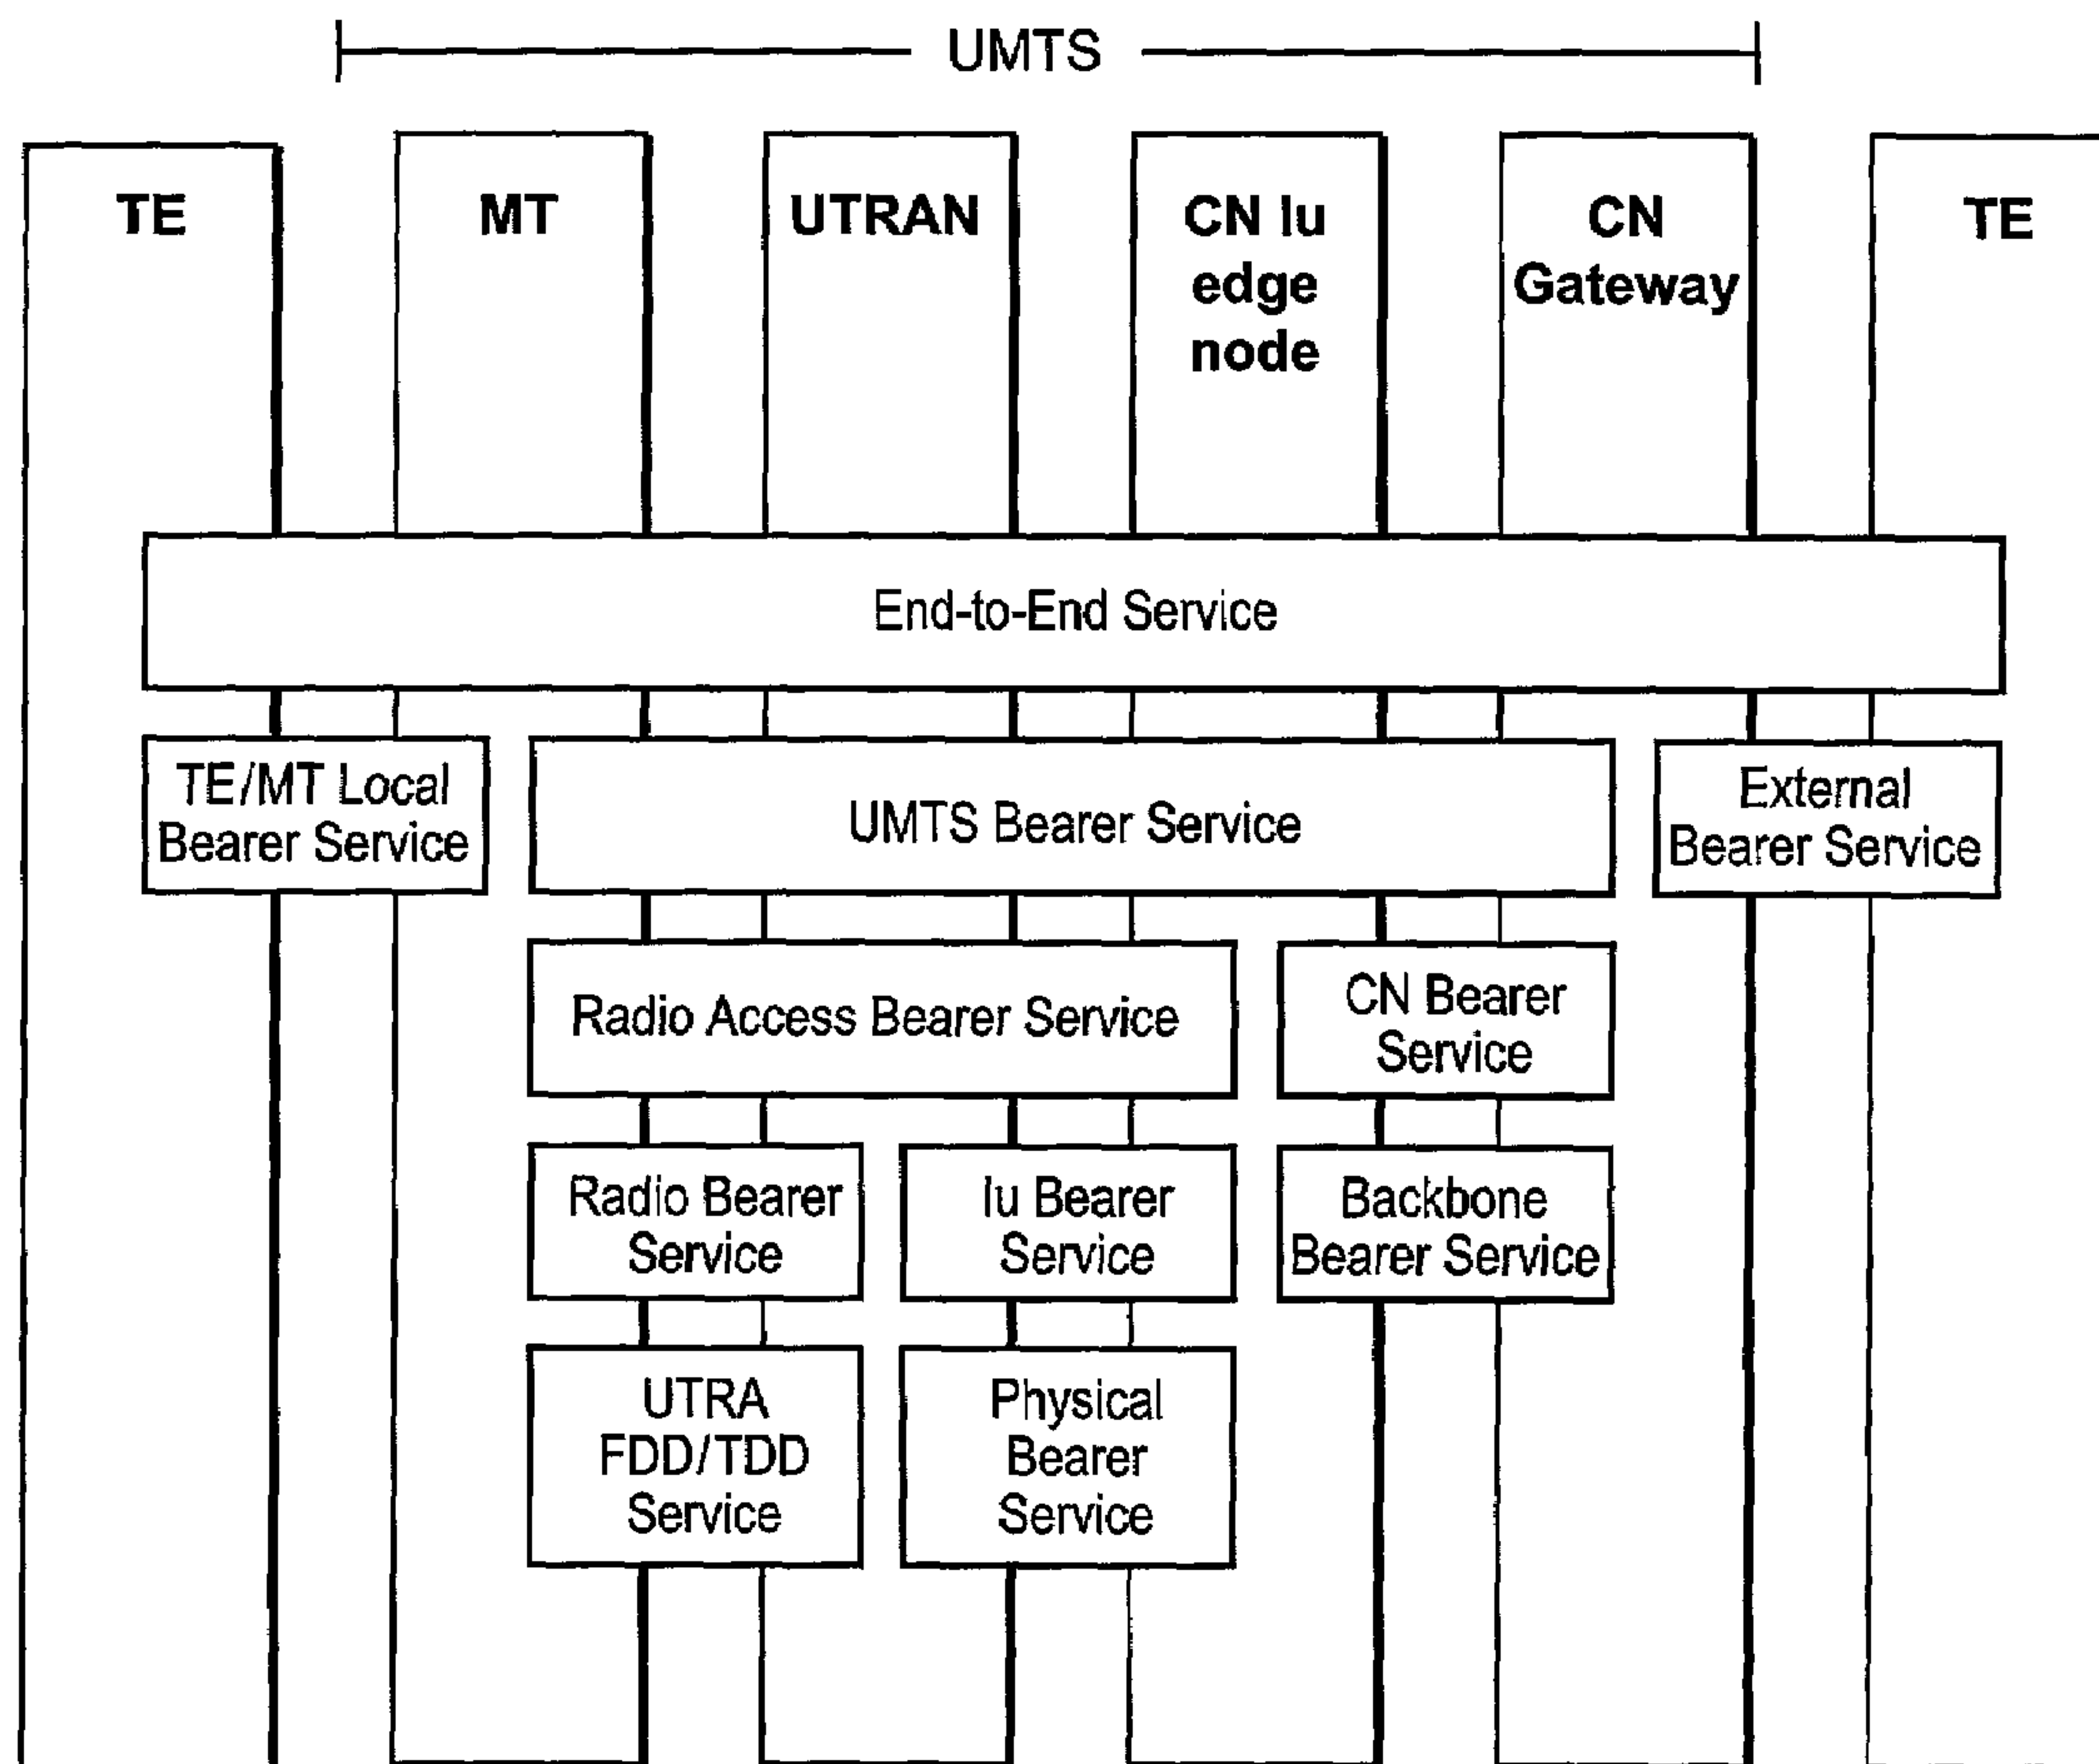 UMTS
TE
MT
UTRAN
CN Iu
edge
node
CN
Gateway
TE
End-to-End Service
TE/MT Local
Bearer Service
UMTS Bearer Service
External
Bearer Service
Radio Access Bearer Service
CN Bearer
Service
Radio Bearer
Service
Iu Bearer
Service
Backbone
Bearer Service
UTRA
FDD/TDD
Service
Physical
Bearer
Service